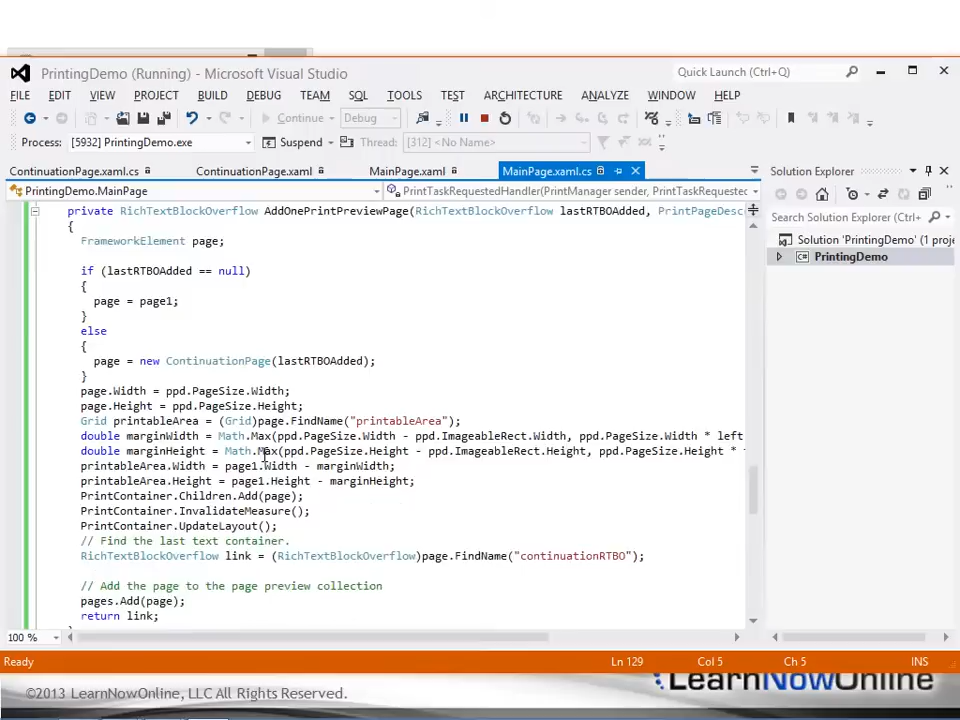 PrintingDemo (Running) - Microsoft Visual Studio
Quick Launch (Ctrl+Q)
FILE EDIT VIEW PROJECT BUILD DEBUG TEAM SQL TOOLS TEST ARCHITECTURE ANALYZE WINDOW HELP
Continue Debug
Process: [5932] PrintingDemo.exe Suspend Thread: [312] <No Name>
ContinuationPage.xaml.cs ContinuationPage.xaml MainPage.xaml MainPage.xaml.cs Solution Explorer
PrintingDemo.MainPage PrintTaskRequestedHandler(PrintManager sender, PrintTaskRequested
Search Solution Explorer (Ctrl+
Solution 'PrintingDemo' (1 proje
PrintingDemo
private RichTextBlockOverflow AddOnePrintPreviewPage(RichTextBlockOverflow lastRTBOAdded, PrintPageDesc
{
FrameworkElement page;
if (lastRTBOAdded == null)
{
page = page1;
}
else
{
page = new ContinuationPage(lastRTBOAdded);
}
page.Width = ppd.PageSize.Width;
page.Height = ppd.PageSize.Height;
Grid printableArea = (Grid)page.FindName("printableArea");
double marginWidth = Math.Max(ppd.PageSize.Width - ppd.ImageableRect.Width, ppd.PageSize.Width * left
double marginHeight = Math.Max(ppd.PageSize.Height - ppd.ImageableRect.Height, ppd.PageSize.Height *
printableArea.Width = page1.Width - marginWidth;
printableArea.Height = page1.Height - marginHeight;
PrintContainer.Children.Add(page);
PrintContainer.InvalidateMeasure();
PrintContainer.UpdateLayout();
// Find the last text container.
RichTextBlockOverflow link = (RichTextBlockOverflow)page.FindName("continuationRTBO");
// Add the page to the page preview collection
pages.Add(page);
return link;
100 %
Ready Ln 129 Col 5 Ch 5 INS
©2013 LearnNowOnline, LLC All Rights Reserved.
LearnNowOnline